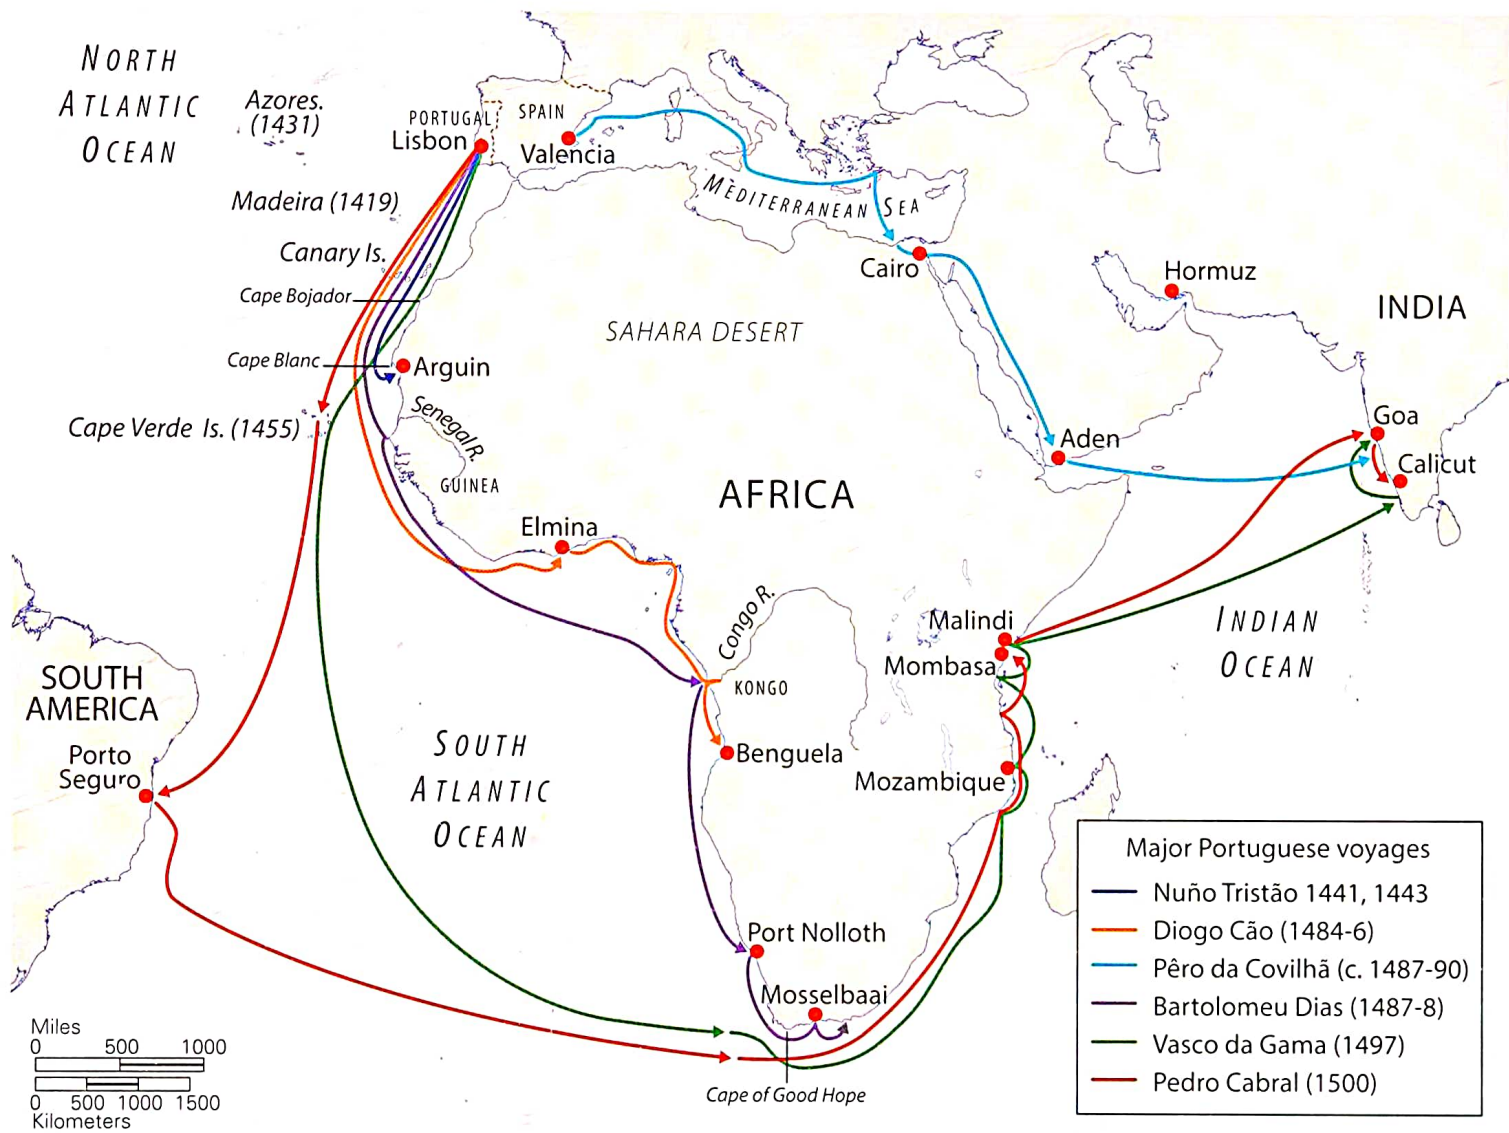 NORTH
ATLANTIC
OCEAN
Azores.
(1431)
PORTUGAL
SPAIN
Lisbon
Valencia
Madeira (1419)
MEDITERRANEAN SEA
Canary Is.
Cairo
Hormuz
Cape Bojador
INDIA
SAHARA DESERT
Cape Blanc
Arguin
Senegal R.
Goa
Cape Verde Is. (1455)
Aden
Calicut
GUINEA
AFRICA
Elmina
Congo R.
Malindi
INDIAN
OCEAN
Mombasa
SOUTH
AMERICA
KONGO
Porto
Seguro
SOUTH
ATLANTIC
OCEAN
Benguela
Mozambique
Port Nolloth
Mosselbaai
Cape of Good Hope
Major Portuguese voyages
Nuño Tristão 1441, 1443
Diogo Cão (1484-6)
Pêro da Covilhã (c. 1487-90)
Bartolomeu Dias (1487-8)
Vasco da Gama (1497)
Pedro Cabral (1500)
Miles
0 500 1000
0 500 1000 1500
Kilometers